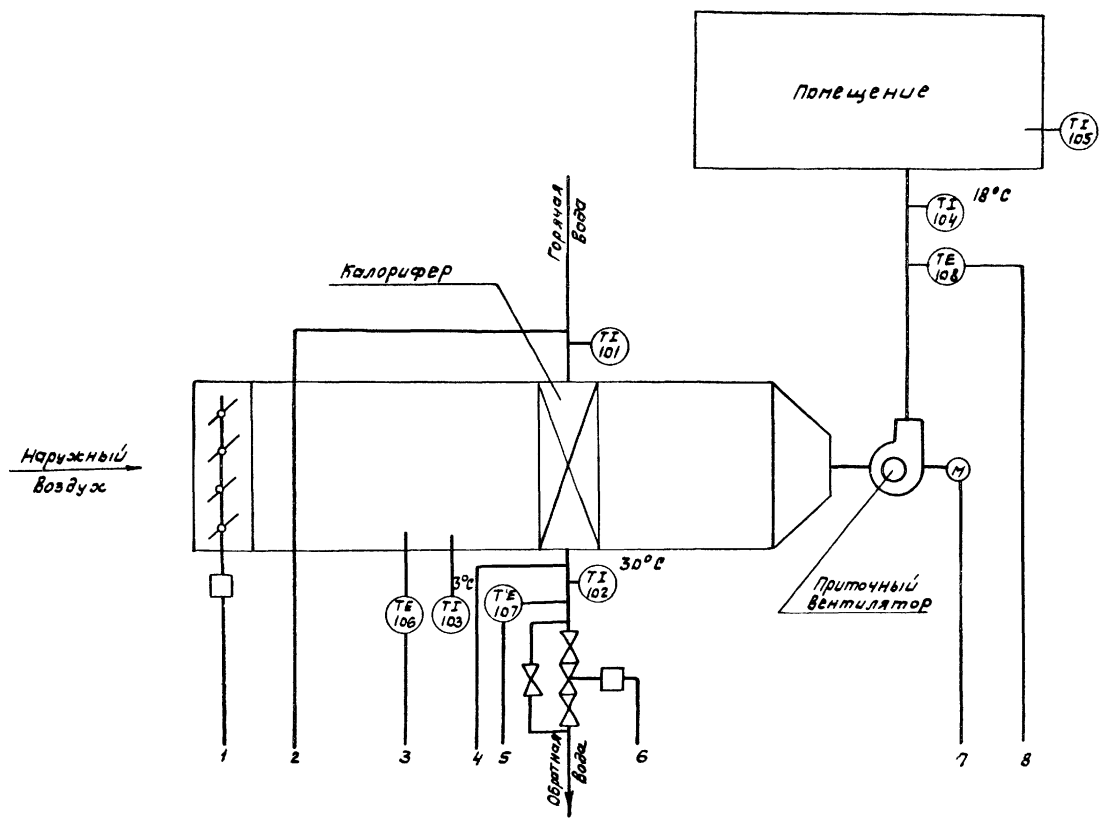 Помещение
TI
105
18°C
TI
104
TE
108
Горячая
вода
Калорифер
TI
101
Наружный
воздух
М
30°C
3°C
TI
102
TE
107
TE
106
TI
103
Приточный
вентилятор
Обратная
вода
1
2
3
4
5
6
7
8